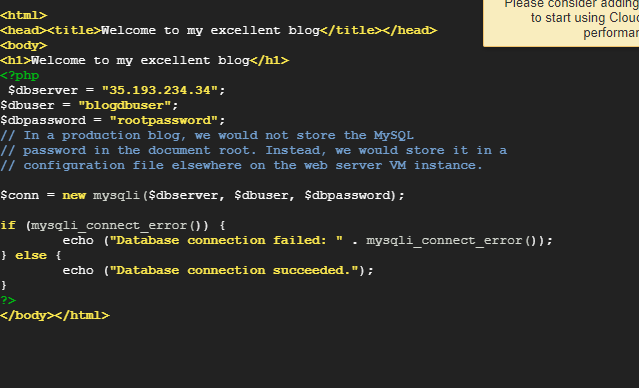 Please consider adding
to start using Clou
performan
<html>
<head><title>Welcome to my excellent blog</title></head>
<body>
<h1>Welcome to my excellent blog</h1>
<?php
 $dbserver = "35.193.234.34";
$dbuser = "blogdbuser";
$dbpassword = "rootpassword";
// In a production blog, we would not store the MySQL
// password in the document root. Instead, we would store it in a
// configuration file elsewhere on the web server VM instance.

$conn = new mysqli($dbserver, $dbuser, $dbpassword);

if (mysqli_connect_error()) {
        echo ("Database connection failed: " . mysqli_connect_error());
} else {
        echo ("Database connection succeeded.");
}
?>
</body></html>